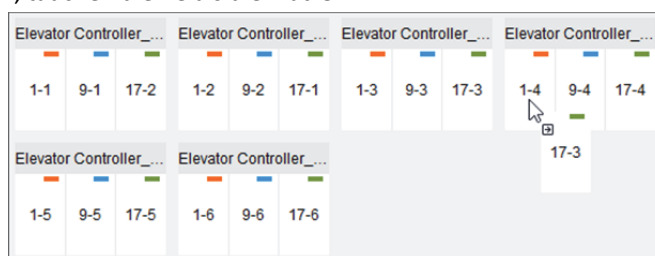 Elevator Controller_... Elevator Controller_... Elevator Controller_... Elevator Controller_...
1-1 9-1 17-2 1-2 9-2 17-1 1-3 9-3 17-3 1-4 9-4 17-4
17-3
Elevator Controller_... Elevator Controller_...
1-5 9-5 17-5 1-6 9-6 17-6